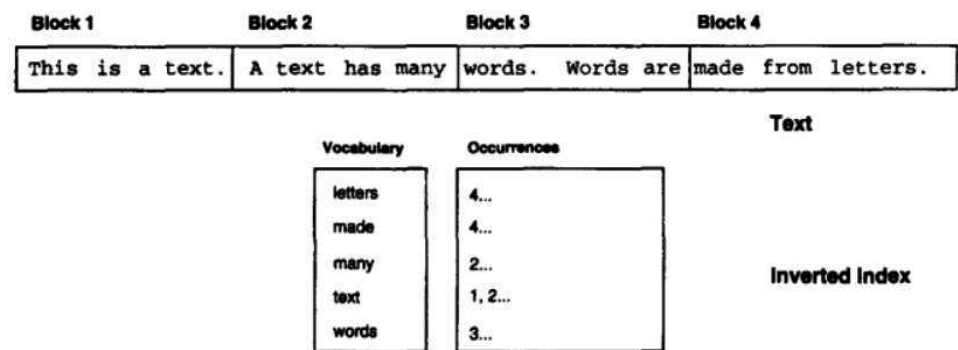 Block 1 Block 2 Block 3 Block 4
This is a text. A text has many words. Words are made from letters.
Text
Vocabulary Occurrences
letters 4...
made 4...
many 2...
Inverted Index
text 1, 2...
words 3...